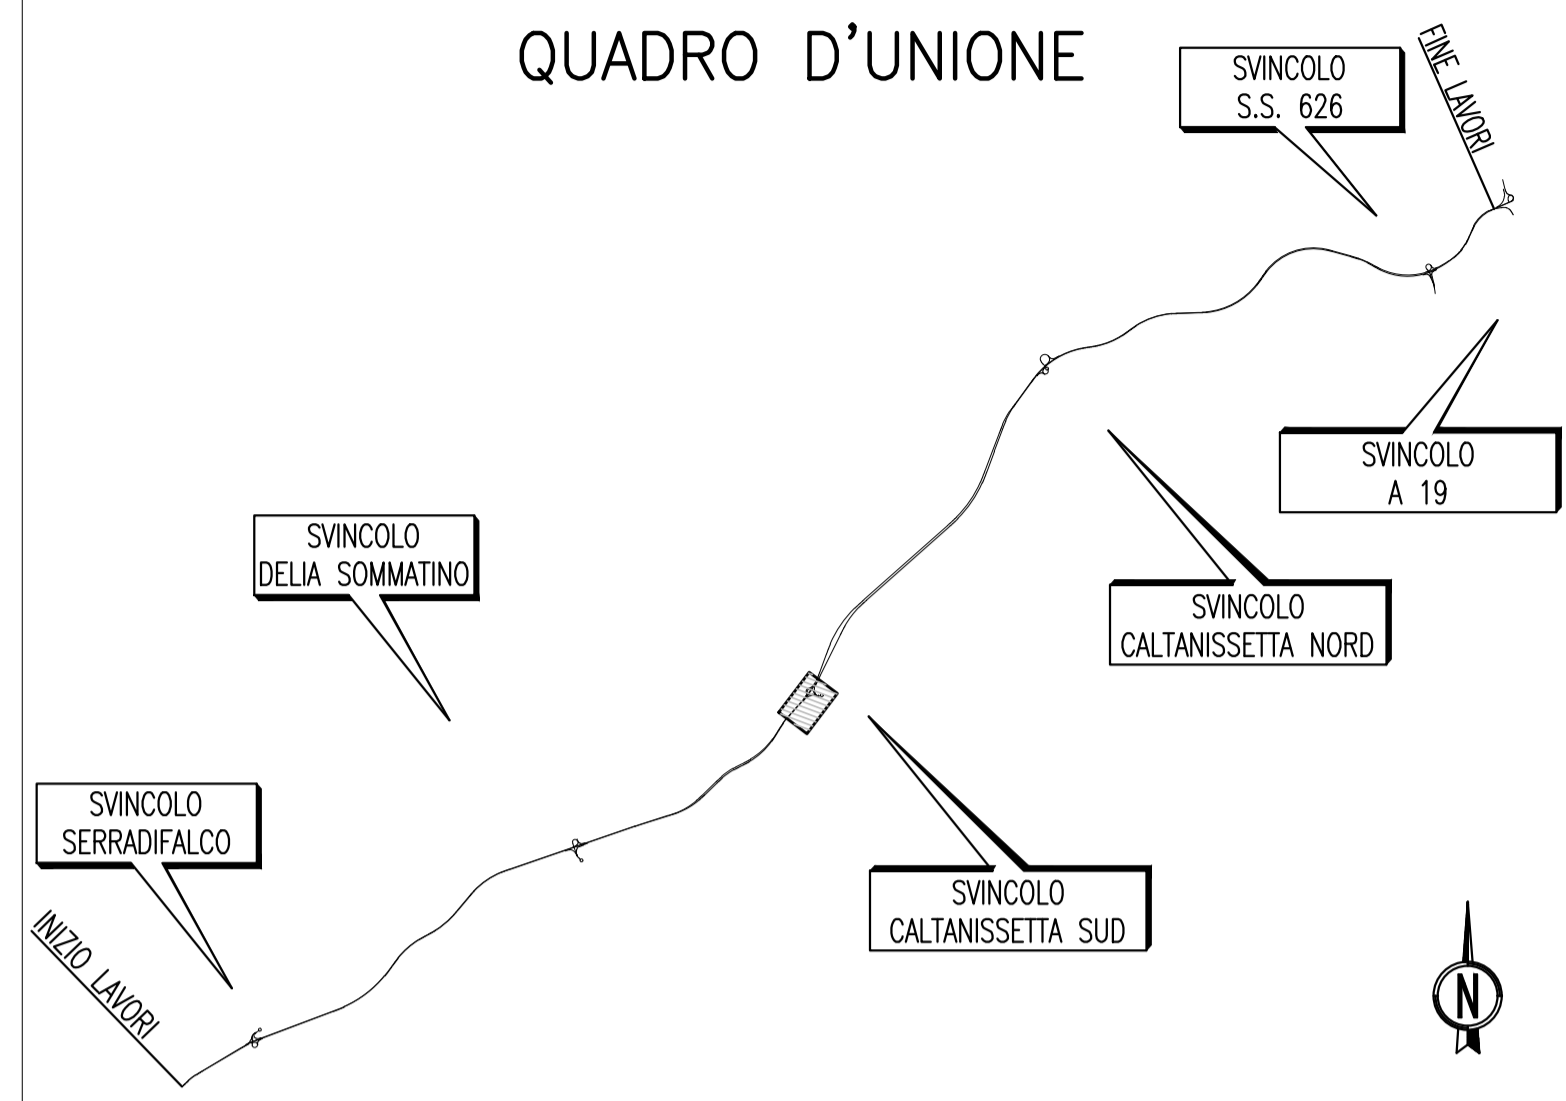 QUADRO D'UNIONE
SVINCOLO
S.S. 626
FINE LAVORI
SVINCOLO
A 19
SVINCOLO
DELIA SOMMATINO
SVINCOLO
CALTANISSETTA NORD
SVINCOLO
SERRADIFALCO
SVINCOLO
CALTANISSETTA SUD
INIZIO LAVORI
N